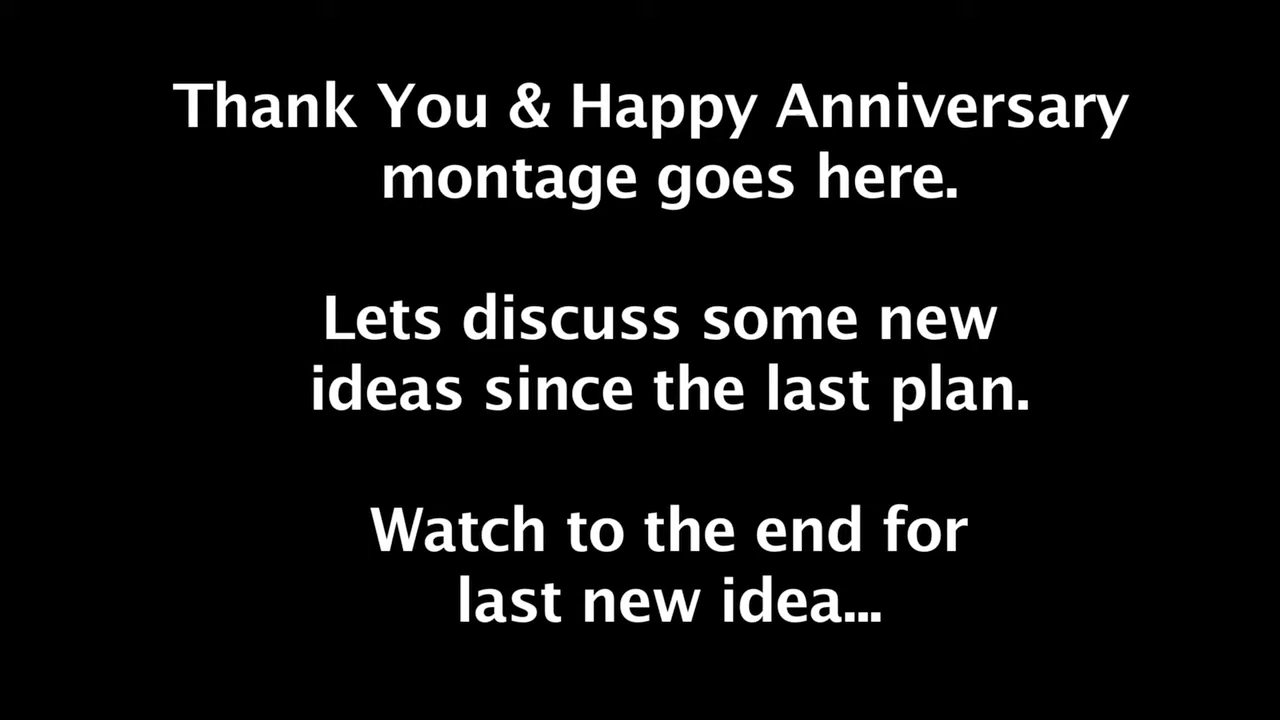 Thank You & Happy Anniversary
montage goes here.
Lets discuss some new
ideas since the last plan.
Watch to the end for
last new idea...